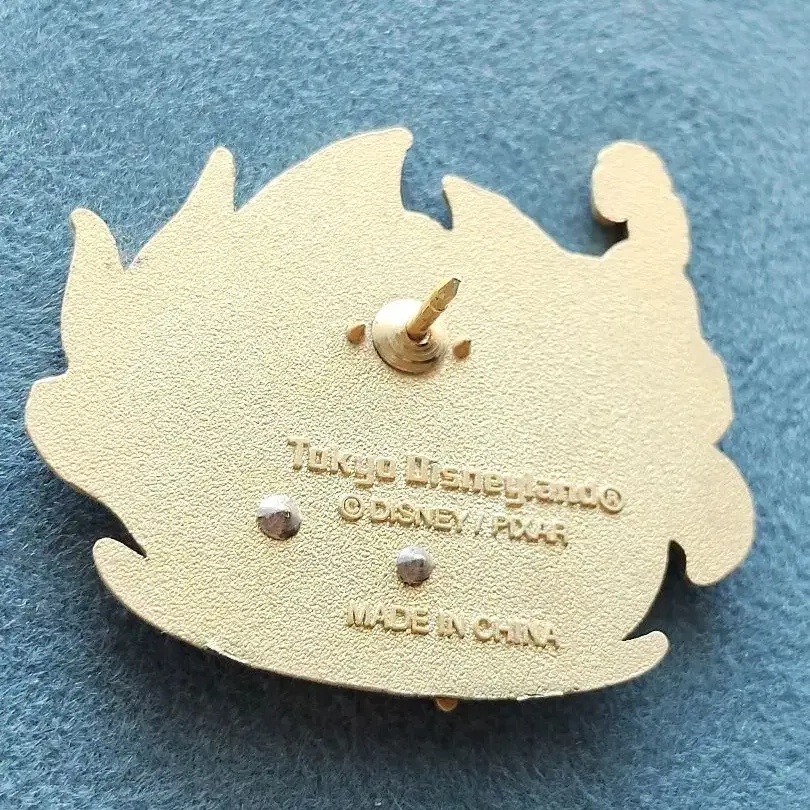 Tokyo Disneyland®
© DISNEY / PIXAR
MADE IN CHINA